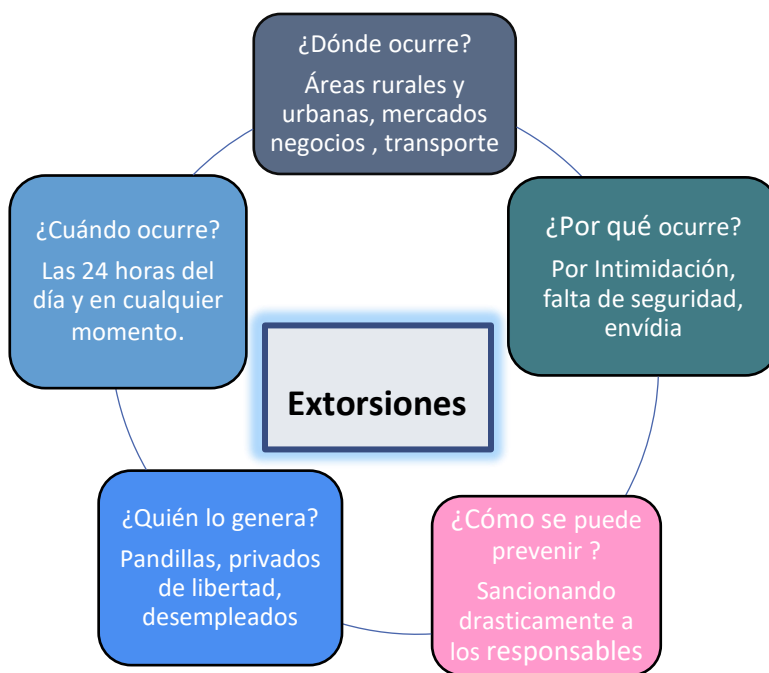 ¿Dónde ocurre?
Áreas rurales y
urbanas, mercados
negocios , transporte
¿Por qué ocurre?
Por Intimidación,
falta de seguridad,
envídia
¿Cómo se puede
prevenir ?
Sancionando
drasticamente a
los responsables
¿Quién lo genera?
Pandillas, privados
de libertad,
desempleados
¿Cuándo ocurre?
Las 24 horas del
día y en cualquier
momento.
Extorsiones